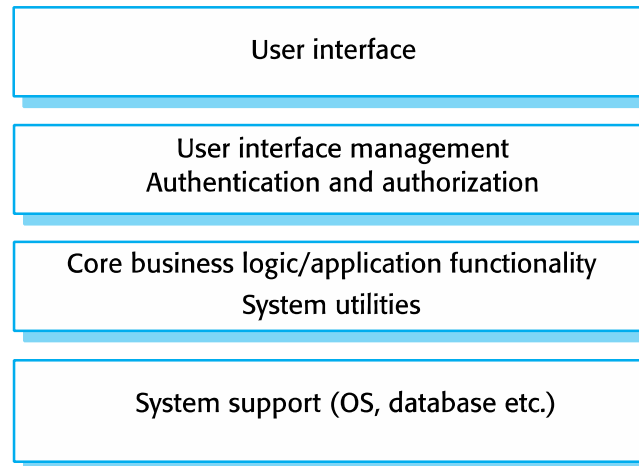 User interface
User interface management
Authentication and authorization
Core business logic/application functionality
System utilities
System support (OS, database etc.)